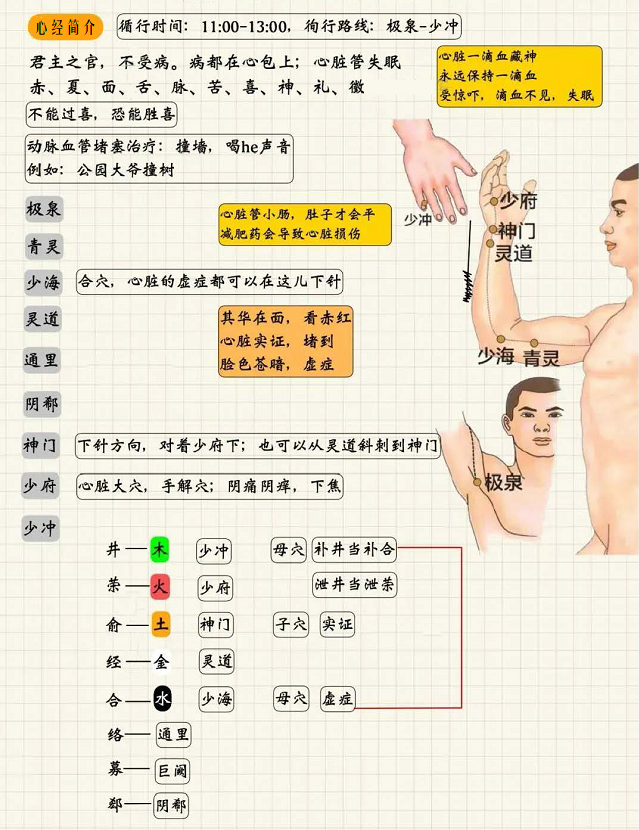 心经简介
循行时间：11:00-13:00，徇行路线：极泉-少冲
君主之官，不受病。病都在心包上；心脏管失眠
赤、夏、面、舌、脉、苦、喜、神、礼、徵
心脏一滴血藏神
永远保持一滴血
受惊吓，滴血不见，失眠
不能过喜，恐能胜喜
动脉血管堵塞治疗：撞墙，喝he声音
例如：公园大爷撞树
极泉
心脏管小肠，肚子才会平
减肥药会导致心脏损伤
青灵
少海 合穴，心脏的虚症都可以在这儿下针
灵道
其华在面，看赤红
心脏实证，堵到
脸色苍暗，虚症
通里
阴郄
神门 下针方向，对着少府下；也可以从灵道斜刺到神门
少府 心脏大穴，手解穴；阴痛阴痒，下焦
少冲
少冲
少府
神门
灵道
少海 青灵
极泉
井—木 少冲 母穴 补井当补合
荣—火 少府 泄井当泄荣
俞—土 神门 子穴 实证
经—金 灵道
合—水 少海 母穴 虚症
络—通里
募—巨阙
郄—阴郄